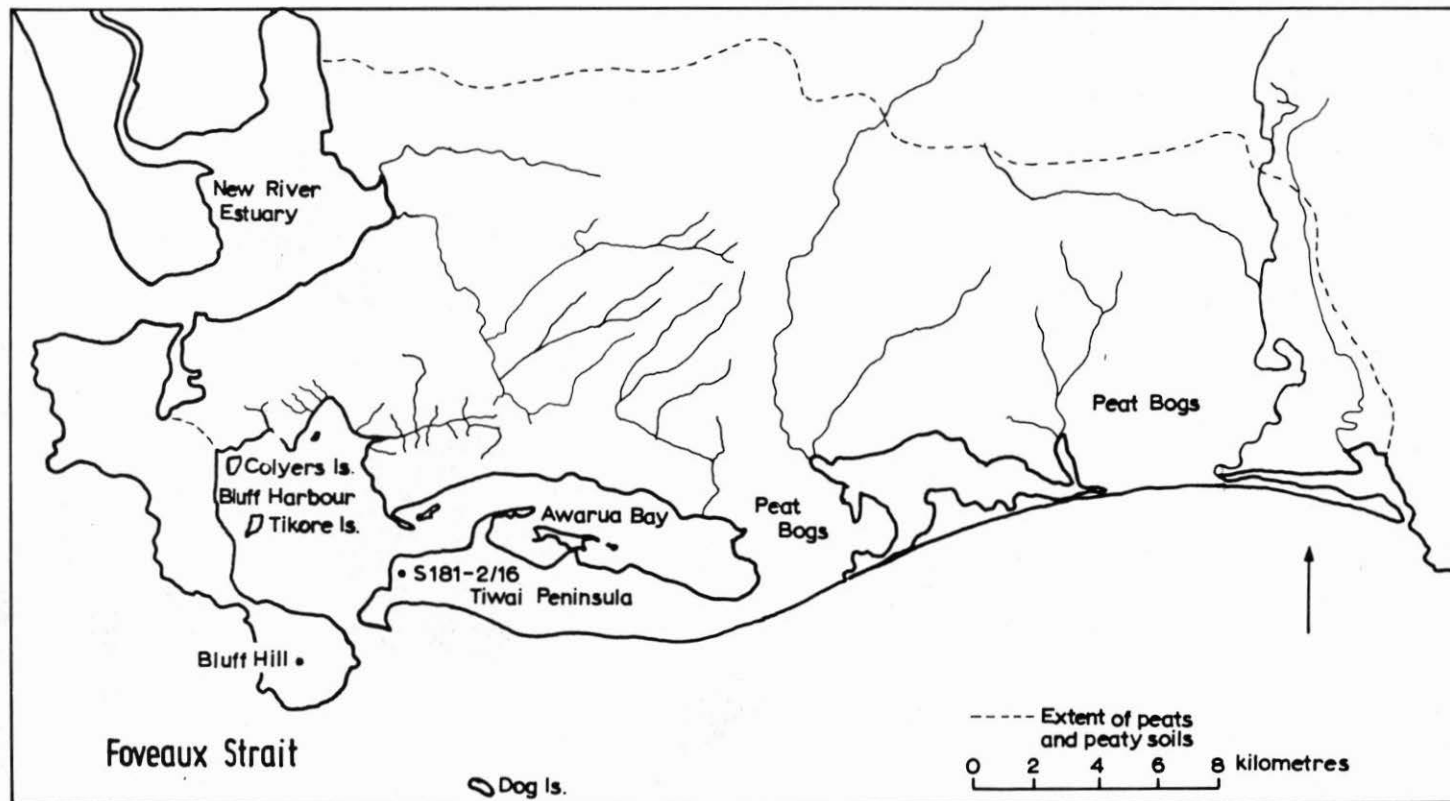 New River
Estuary
Peat Bogs
Colyers Is.
Bluff Harbour
Tikore Is.
Awarua Bay
Peat
Bogs
S181-2/16
Tiwai Peninsula
Bluff Hill
Foveaux Strait
Dog Is.
Extent of peats
and peaty soils
0 2 4 6 8 kilometres